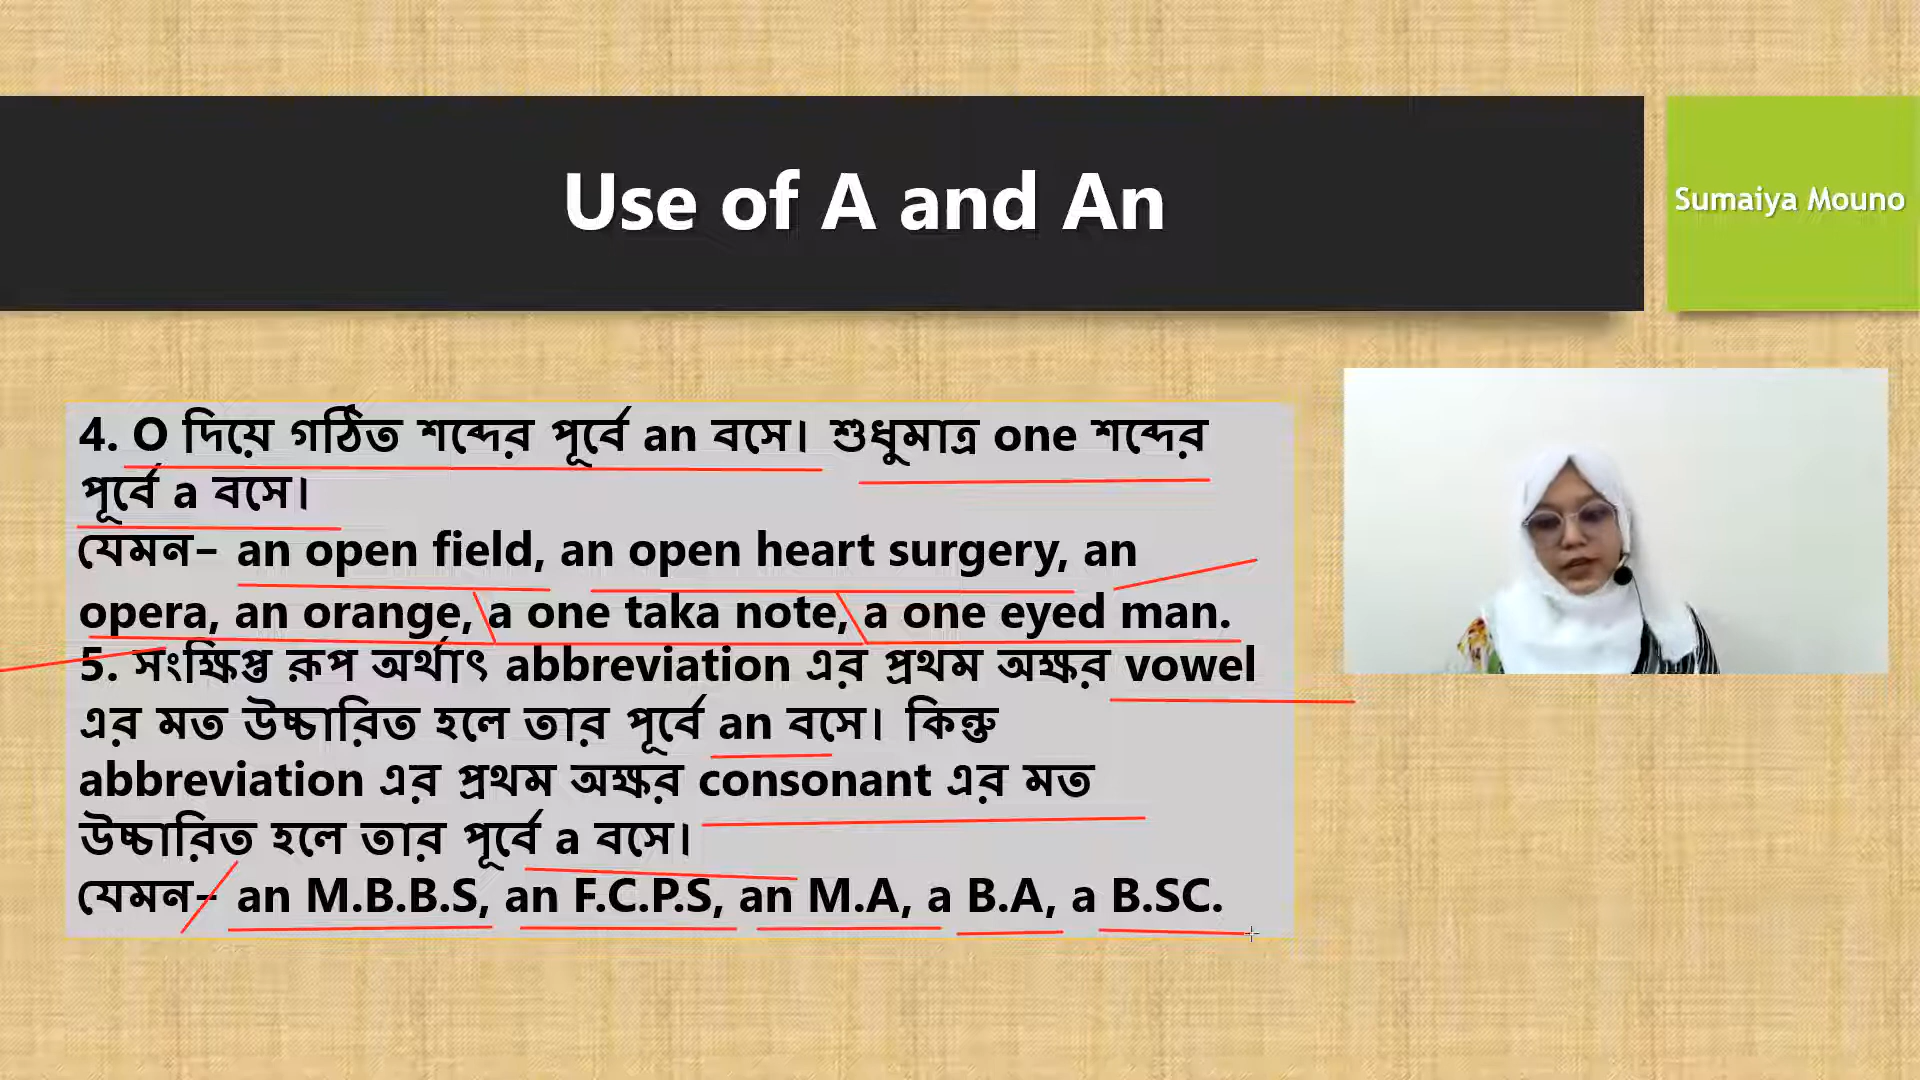 Use of A and An
Sumaiya Mouno
4. O দিয়ে গঠিত শব্দের পূর্বে an বসে। শুধুমাত্র one শব্দের
পূর্বে a বসে।
যেমন– an open field, an open heart surgery, an
opera, an orange, a one taka note, a one eyed man.
5. সংক্ষিপ্ত রূপ অর্থাৎ abbreviation এর প্রথম অক্ষর vowel
এর মত উচ্চারিত হলে তার পূর্বে an বসে। কিন্তু
abbreviation এর প্রথম অক্ষর consonant এর মত
উচ্চারিত হলে তার পূর্বে a বসে।
যেমন– an M.B.B.S, an F.C.P.S, an M.A, a B.A, a B.SC.